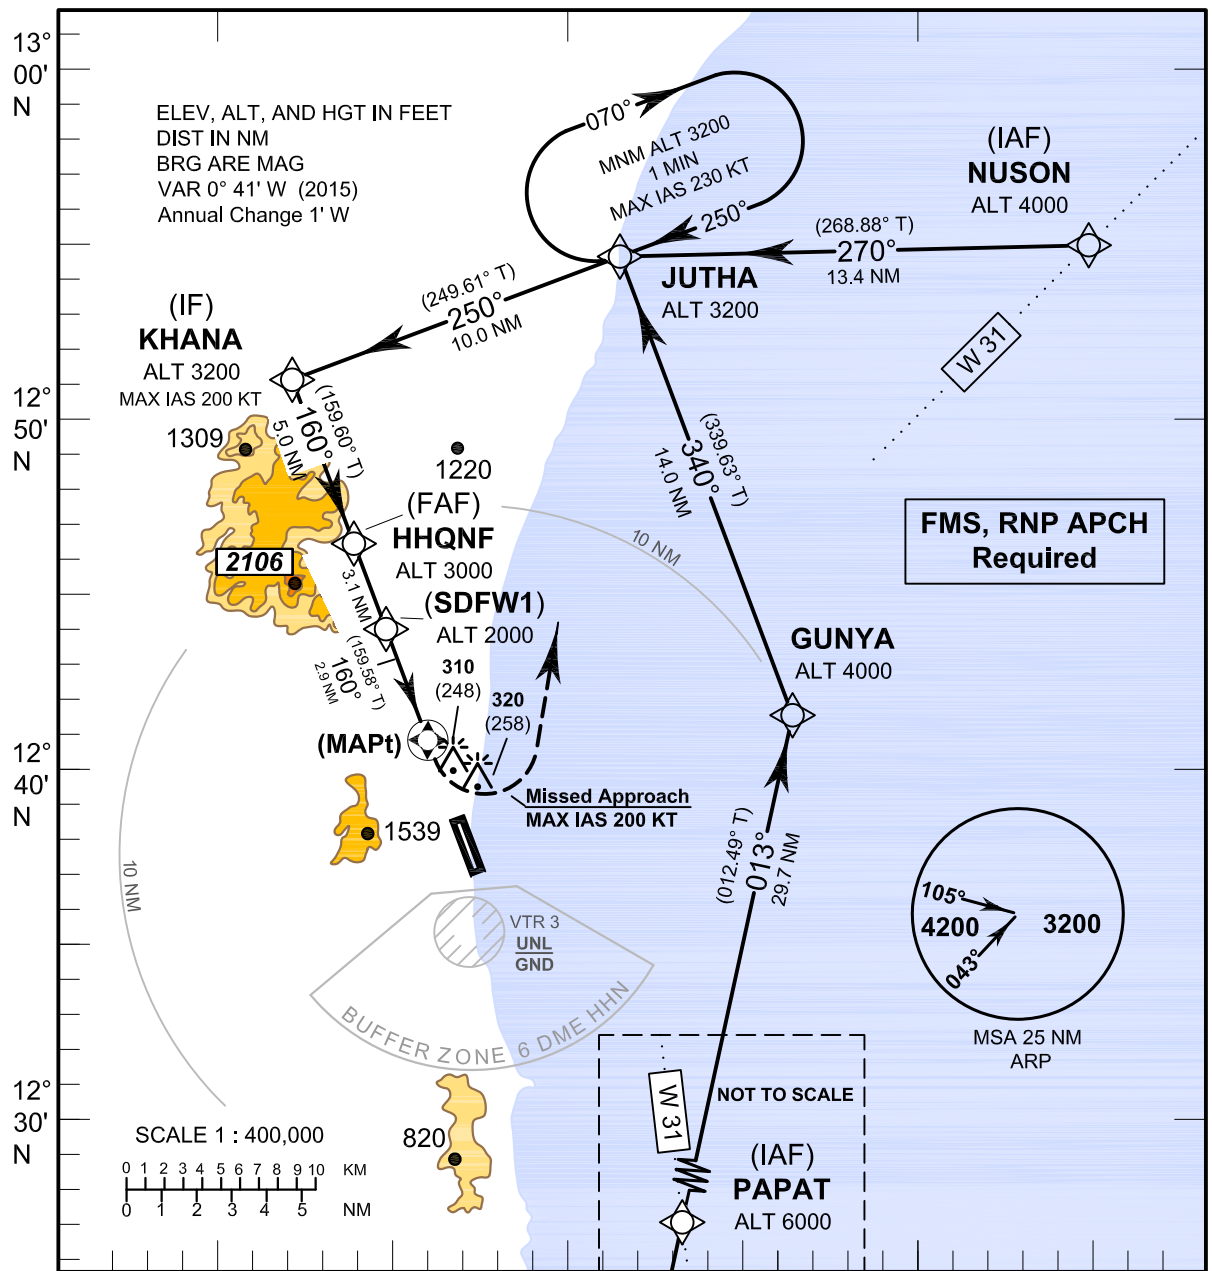 13°
00'
N
ELEV, ALT, AND HGT IN FEET
DIST IN NM
BRG ARE MAG
VAR 0° 41' W (2015)
Annual Change 1' W
070°
MNM ALT 3200
1 MIN
MAX IAS 230 KT
250°
(IAF)
NUSON
ALT 4000
(268.88° T)
270°
13.4 NM
JUTHA
ALT 3200
(249.61° T)
250°
10.0 NM
(IF)
KHANA
ALT 3200
MAX IAS 200 KT
W 31
12°
50'
N
1309
(159.60° T)
160°
5.0 NM
1220
(339.63° T)
340°
14.0 NM
(FAF)
HHQNF
ALT 3000
10 NM
FMS, RNP APCH
Required
2106
3.1 NM
(SDFW1)
ALT 2000
GUNYA
ALT 4000
(159.58° T)
160°
2.9 NM
310
(248)
320
(258)
(MAPt)
12°
40'
N
Missed Approach
MAX IAS 200 KT
1539
10 NM
(012.49° T)
013°
29.7 NM
105°
4200
3200
043°
MSA 25 NM
ARP
VTR 3
UNL
GND
BUFFER ZONE 6 DME HHN
12°
30'
N
W 31
NOT TO SCALE
SCALE 1 : 400,000
0 1 2 3 4 5 6 7 8 9 10 KM
0 1 2 3 4 5 NM
820
(IAF)
PAPAT
ALT 6000